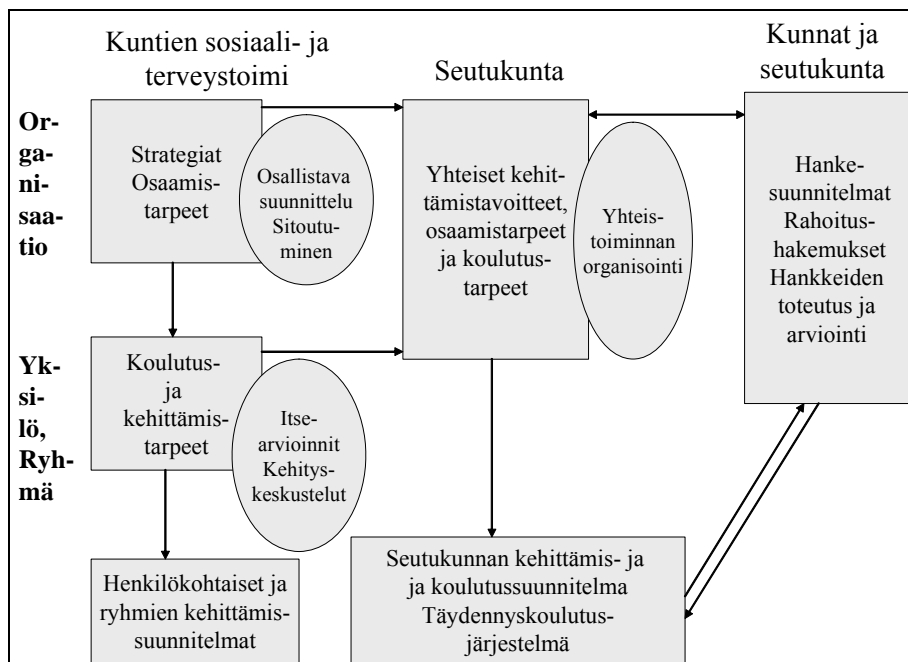 Kuntien sosiaali- ja
terveystoimi
Seutukunta
Kunnat ja
seutukunta
Or-
ga-
ni-
saa-
tio
Strategiat
Osaamis-
tarpeet
Osallistava
suunnittelu
Sitoutu-
minen
Yhteiset kehit-
tämistavoitteet,
osaamistarpeet
ja koulutus-
tarpeet
Yhteis-
toiminnan
organisointi
Hanke-
suunnitelmat
Rahoitus-
hakemukset
Hankkeiden
toteutus ja
arviointi
Yk-
si-
lö,
Ryh-
mä
Koulutus-
ja
kehittämis-
tarpeet
Itse-
arvioinnit
Kehitys-
keskustelut
Henkilökohtaiset ja
ryhmien kehittämis-
suunnitelmat
Seutukunnan kehittämis- ja
ja koulutussuunnitelma
Täydennyskoulutus-
järjestelmä